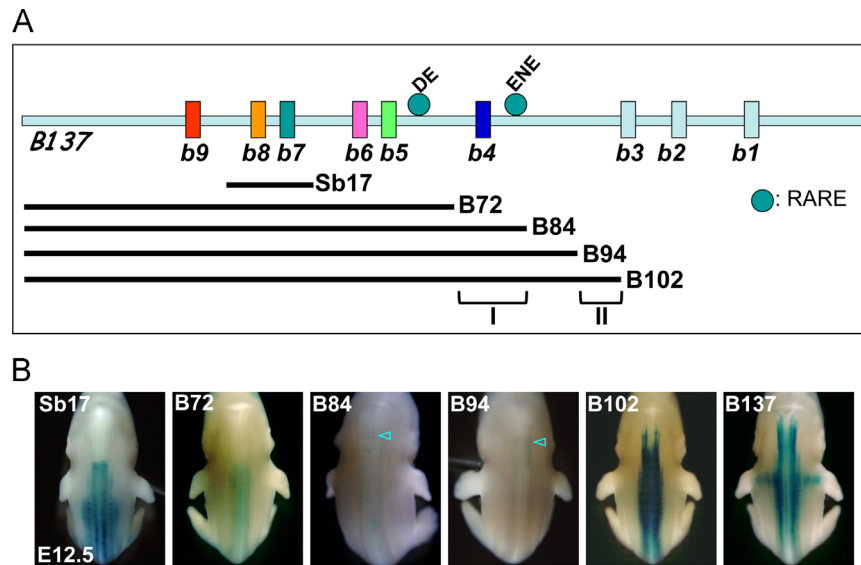 A
DE
ENE
B137
b9 b8 b7 b6 b5 b4 b3 b2 b1
Sb17
: RARE
B72
B84
B94
B102
I II
B
Sb17 B72 B84 B94 B102 B137
E12.5